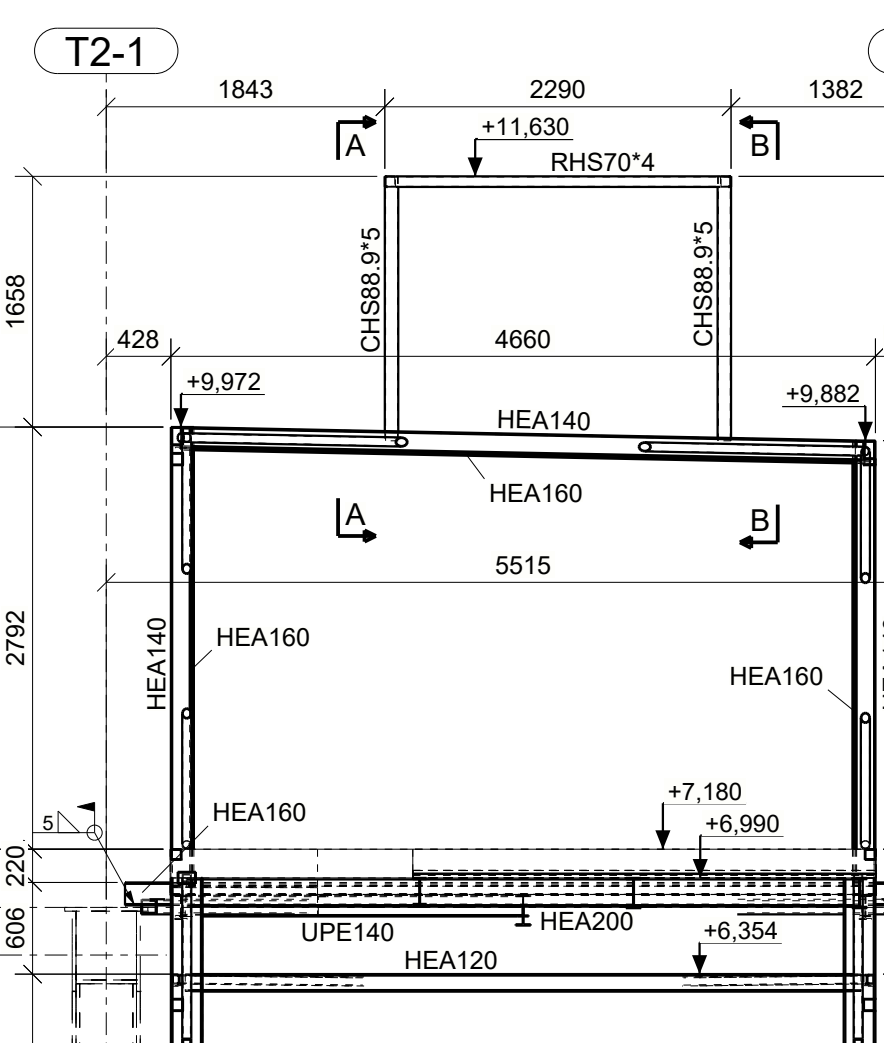 T2-1
1843
2290
1382
A
+11,630
B
RHS70*4
1658
CHS88.9*5
CHS88.9*5
428
4660
+9,972
+9,882
HEA140
HEA160
A
B
5515
2792
HEA140
HEA160
HEA160
+7,180
HEA160
5
+6,990
220
606
UPE140
HEA200
+6,354
HEA120